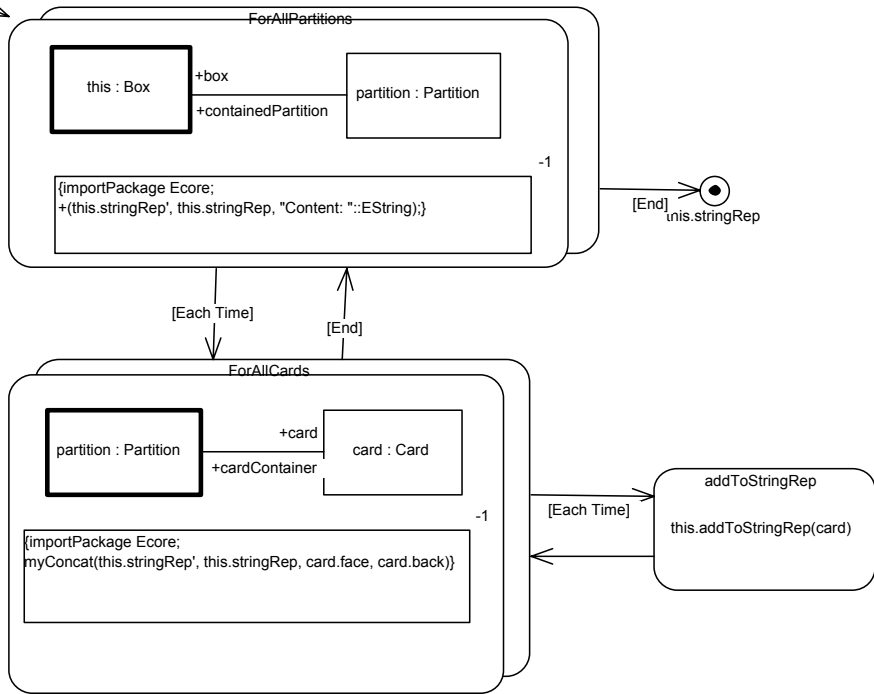 ForAllPartitions
this : Box
+box
+containedPartition
partition : Partition
-1
{importPackage Ecore;
+(this.stringRep', this.stringRep, "Content: "::EString);}
[End]
this.stringRep
[Each Time]
[End]
ForAllCards
partition : Partition
+card
+cardContainer
card : Card
-1
{importPackage Ecore;
myConcat(this.stringRep', this.stringRep, card.face, card.back)}
[Each Time]
addToStringRep
this.addToStringRep(card)